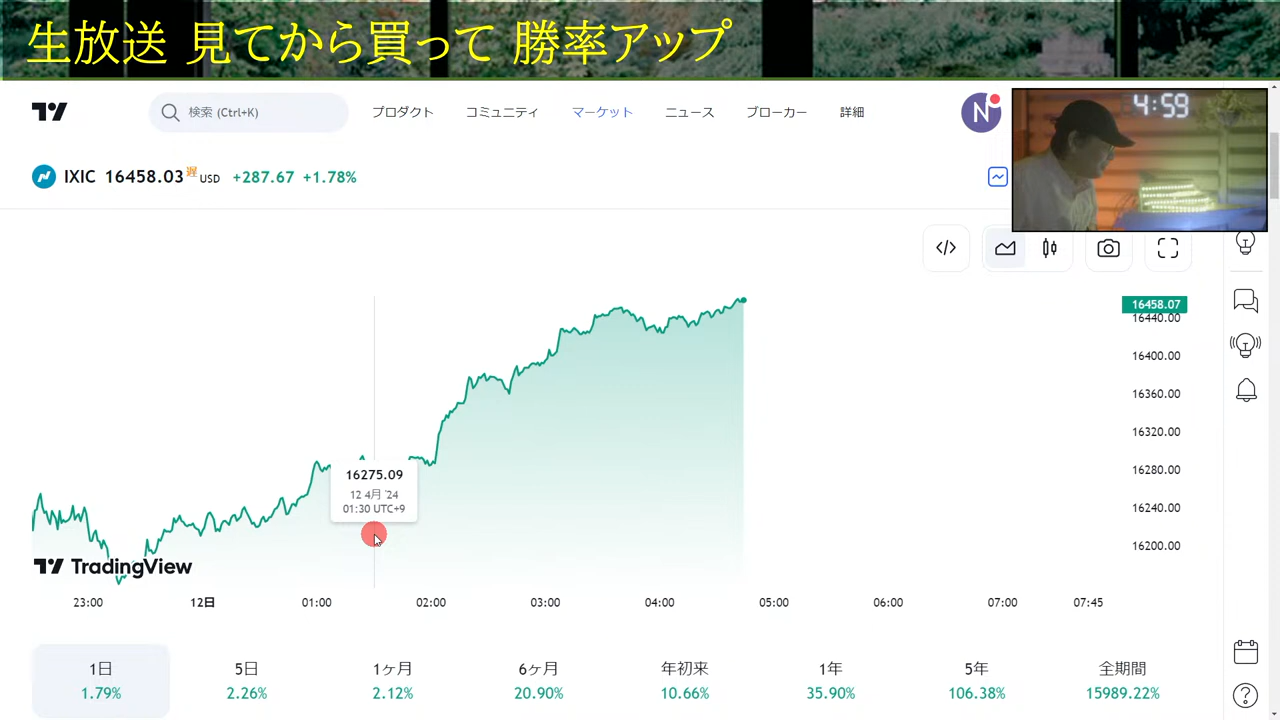 生放送 見てから買って 勝率アップ
検索 (Ctrl+K)
プロダクト
コミュニティ
マーケット
ニュース
ブローカー
詳細
N
4:59
IXIC 16458.03 遅 USD +287.67 +1.78%
16458.07
16440.00
16400.00
16360.00
16320.00
16280.00
16240.00
16200.00
16275.09
12 4月 '24
01:30 UTC+9
TradingView
23:00 12日 01:00 02:00 03:00 04:00 05:00 06:00 07:00 07:45
1日 5日 1ヶ月 6ヶ月 年初来 1年 5年 全期間
1.79% 2.26% 2.12% 20.90% 10.66% 35.90% 106.38% 15989.22%